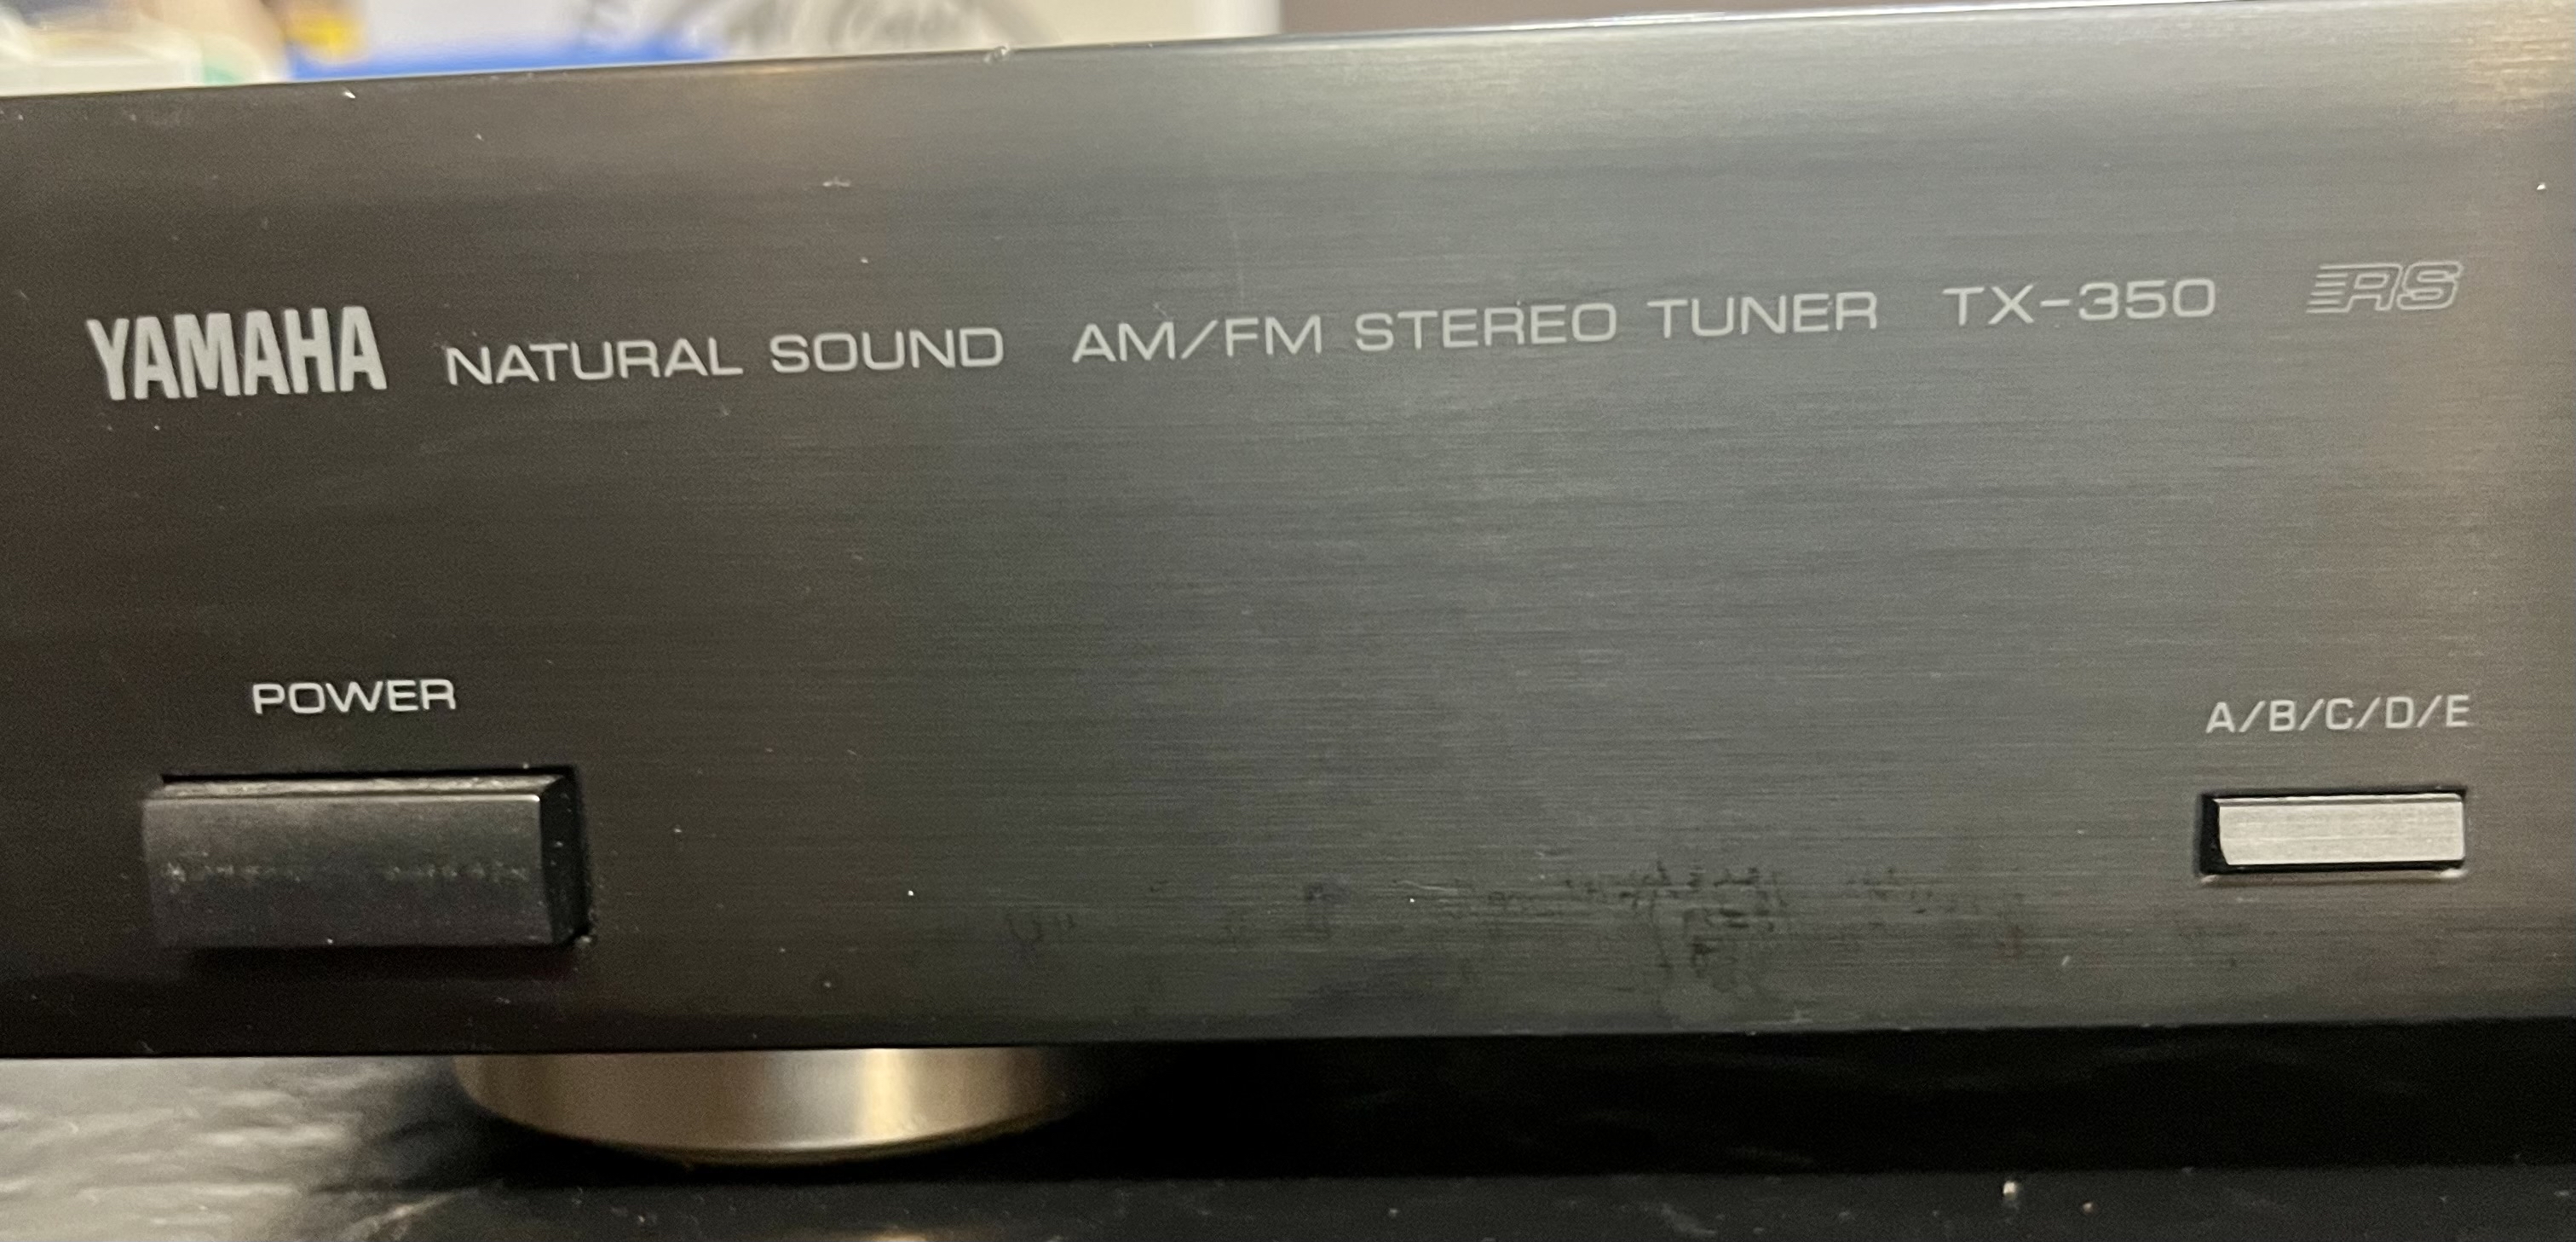 YAMAHA NATURAL SOUND AM/FM STEREO TUNER TX-350 RS
POWER
A/B/C/D/E